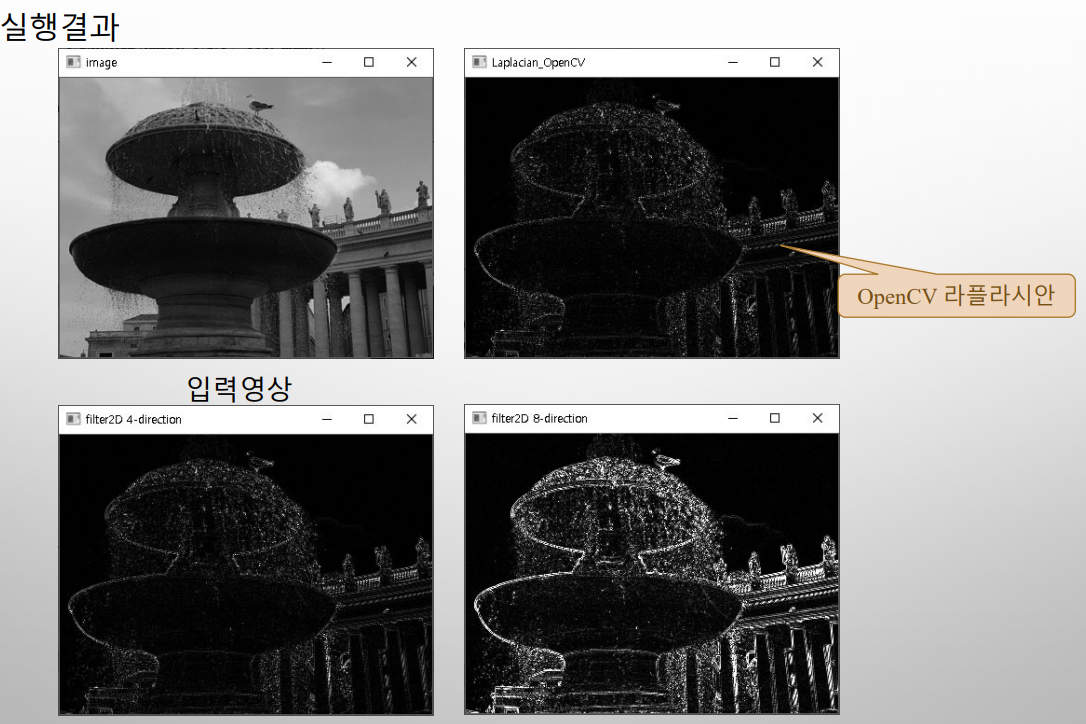 실행결과
image
Laplacian_OpenCV
OpenCV 라플라시안
입력영상
filter2D 4-direction
filter2D 8-direction